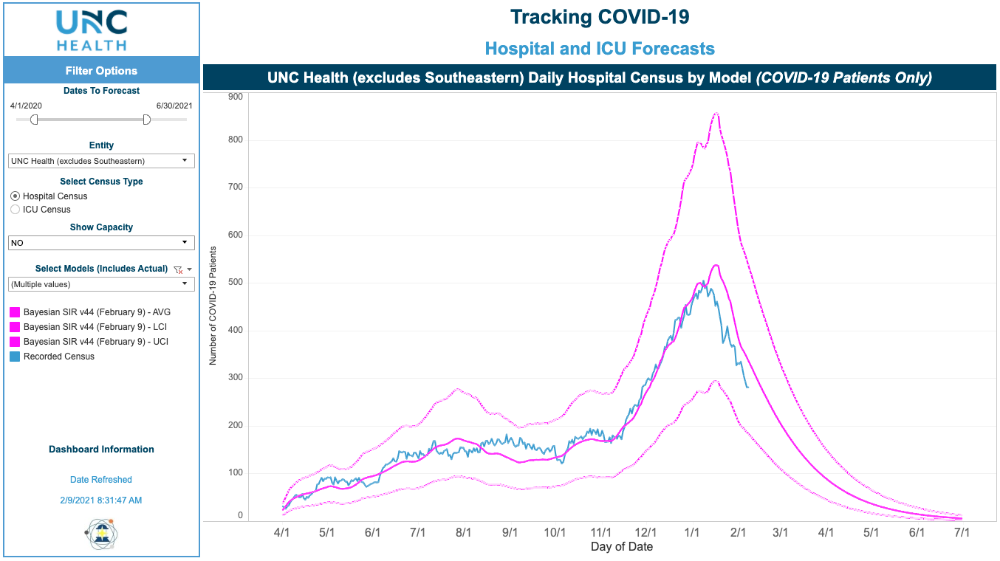 UNC
HEALTH
Filter Options
Dates To Forecast
4/1/2020 6/30/2021
Entity
UNC Health (excludes Southeastern)
Select Census Type
Hospital Census
ICU Census
Show Capacity
NO
Select Models (Includes Actual)
(Multiple values)
Bayesian SIR v44 (February 9) - AVG
Bayesian SIR v44 (February 9) - LCI
Bayesian SIR v44 (February 9) - UCI
Recorded Census
Dashboard Information
Date Refreshed
2/9/2021 8:31:47 AM
Tracking COVID-19
Hospital and ICU Forecasts
UNC Health (excludes Southeastern) Daily Hospital Census by Model (COVID-19 Patients Only)
Number of COVID-19 Patients
900
800
700
600
500
400
300
200
100
0
4/1 5/1 6/1 7/1 8/1 9/1 10/1 11/1 12/1 1/1 2/1 3/1 4/1 5/1 6/1 7/1
Day of Date